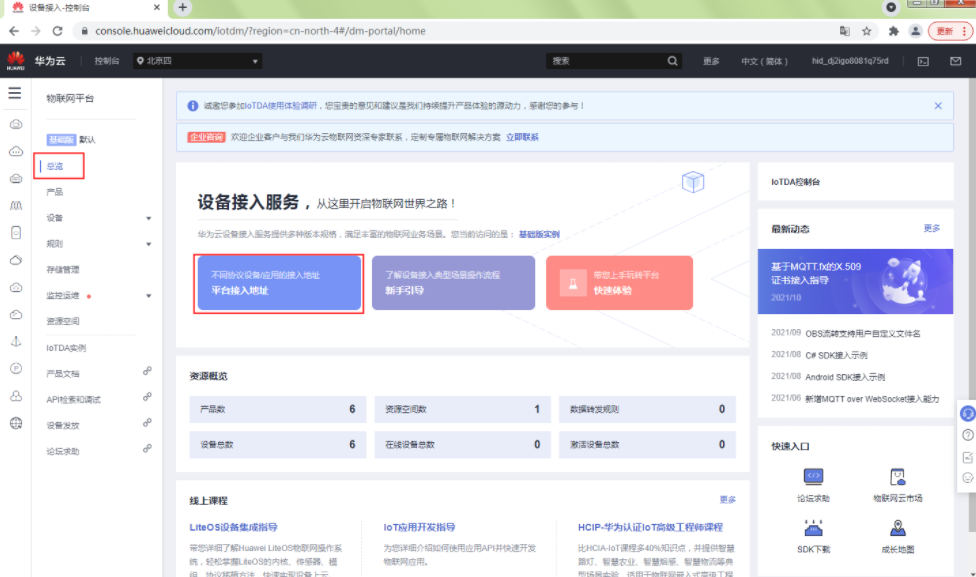 设备接入-控制台
console.huaweicloud.com/iotdm/?region=cn-north-4#/dm-portal/home
更新
HUAWEI
华为云
控制台
北京四
搜索
更多
中文（简体）
hid_dj2igo8081q75rd
物联网平台
基础版 默认
总览
产品
设备
规则
存储管理
监控运维
资源空间
IoTDA实例
产品文档
API检索和调试
设备发放
论坛求助
诚邀您参加IoTDA使用体验调研，您宝贵的意见和建议是我们持续提升产品体验的源动力，感谢您的参与！
企业咨询 欢迎企业客户与我们华为云物联网资深专家联系，定制专属物联网解决方案 立即联系
设备接入服务，从这里开启物联网世界之路！
华为云设备接入服务提供多种版本规格，满足丰富的物联网业务场景。您当前访问的是：基础版实例
不同协议设备/应用的接入地址
平台接入地址
了解设备接入典型场景操作流程
新手引导
带您上手玩转平台
快速体验
资源概览
产品数 6
资源空间数 1
数据转发规则 0
设备总数 6
在线设备总数 0
激活设备总数 0
线上课程
更多
LiteOS设备集成指导
带您详细了解Huawei LiteOS物联网操作系
统，轻松掌握LiteOS的内核、传感器、模
组、协议等概方法，快速实现设备上云
IoT应用开发指导
为您详细介绍如何使用应用API并快速开发
物联网应用。
HCIP-华为认证IoT高级工程师课程
比HCIA-IoT课程多40%知识点，并提供智慧
路灯、智慧农业、智慧烟感、智慧物流等典
型场景实验，适用于物联网嵌入式高级工程
IoTDA控制台
最新动态
更多
基于MQTT.fx的X.509
证书接入指导
2021/10
2021/09 OBS流转支持用户自定义文件名
2021/08 C# SDK接入示例
2021/08 Android SDK接入示例
2021/06 新增MQTT over WebSocket接入能力
快速入口
论坛求助
物联网云市场
SDK下载
成长地图